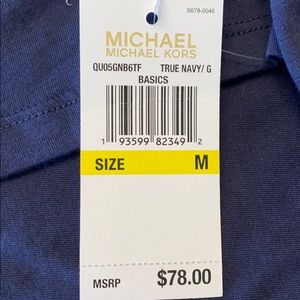 S678-0046
MICHAEL
MICHAEL KORS
QU05GNB6TF TRUE NAVY/ G
BASICS
1 93599 82349 2
SIZE M
MSRP $78.00